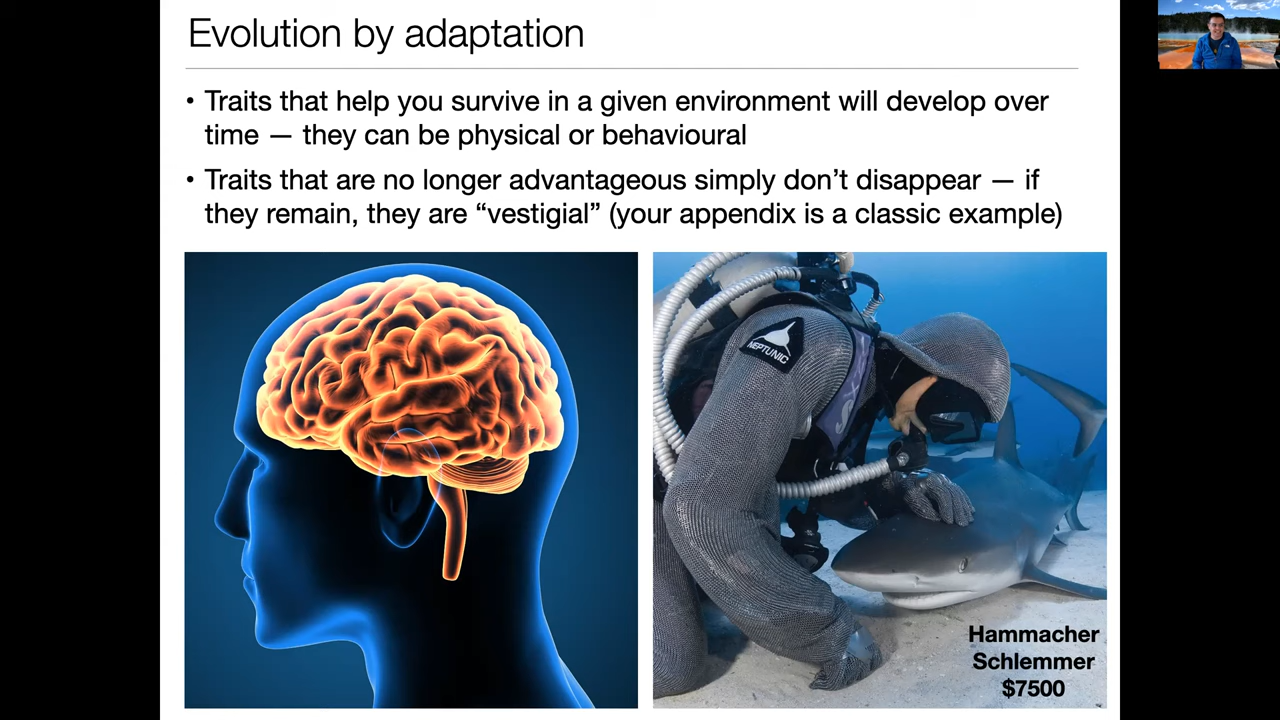 Evolution by adaptation
• Traits that help you survive in a given environment will develop over
time — they can be physical or behavioural
• Traits that are no longer advantageous simply don’t disappear — if
they remain, they are “vestigial” (your appendix is a classic example)
NEPTUNIC
Hammacher
Schlemmer
$7500